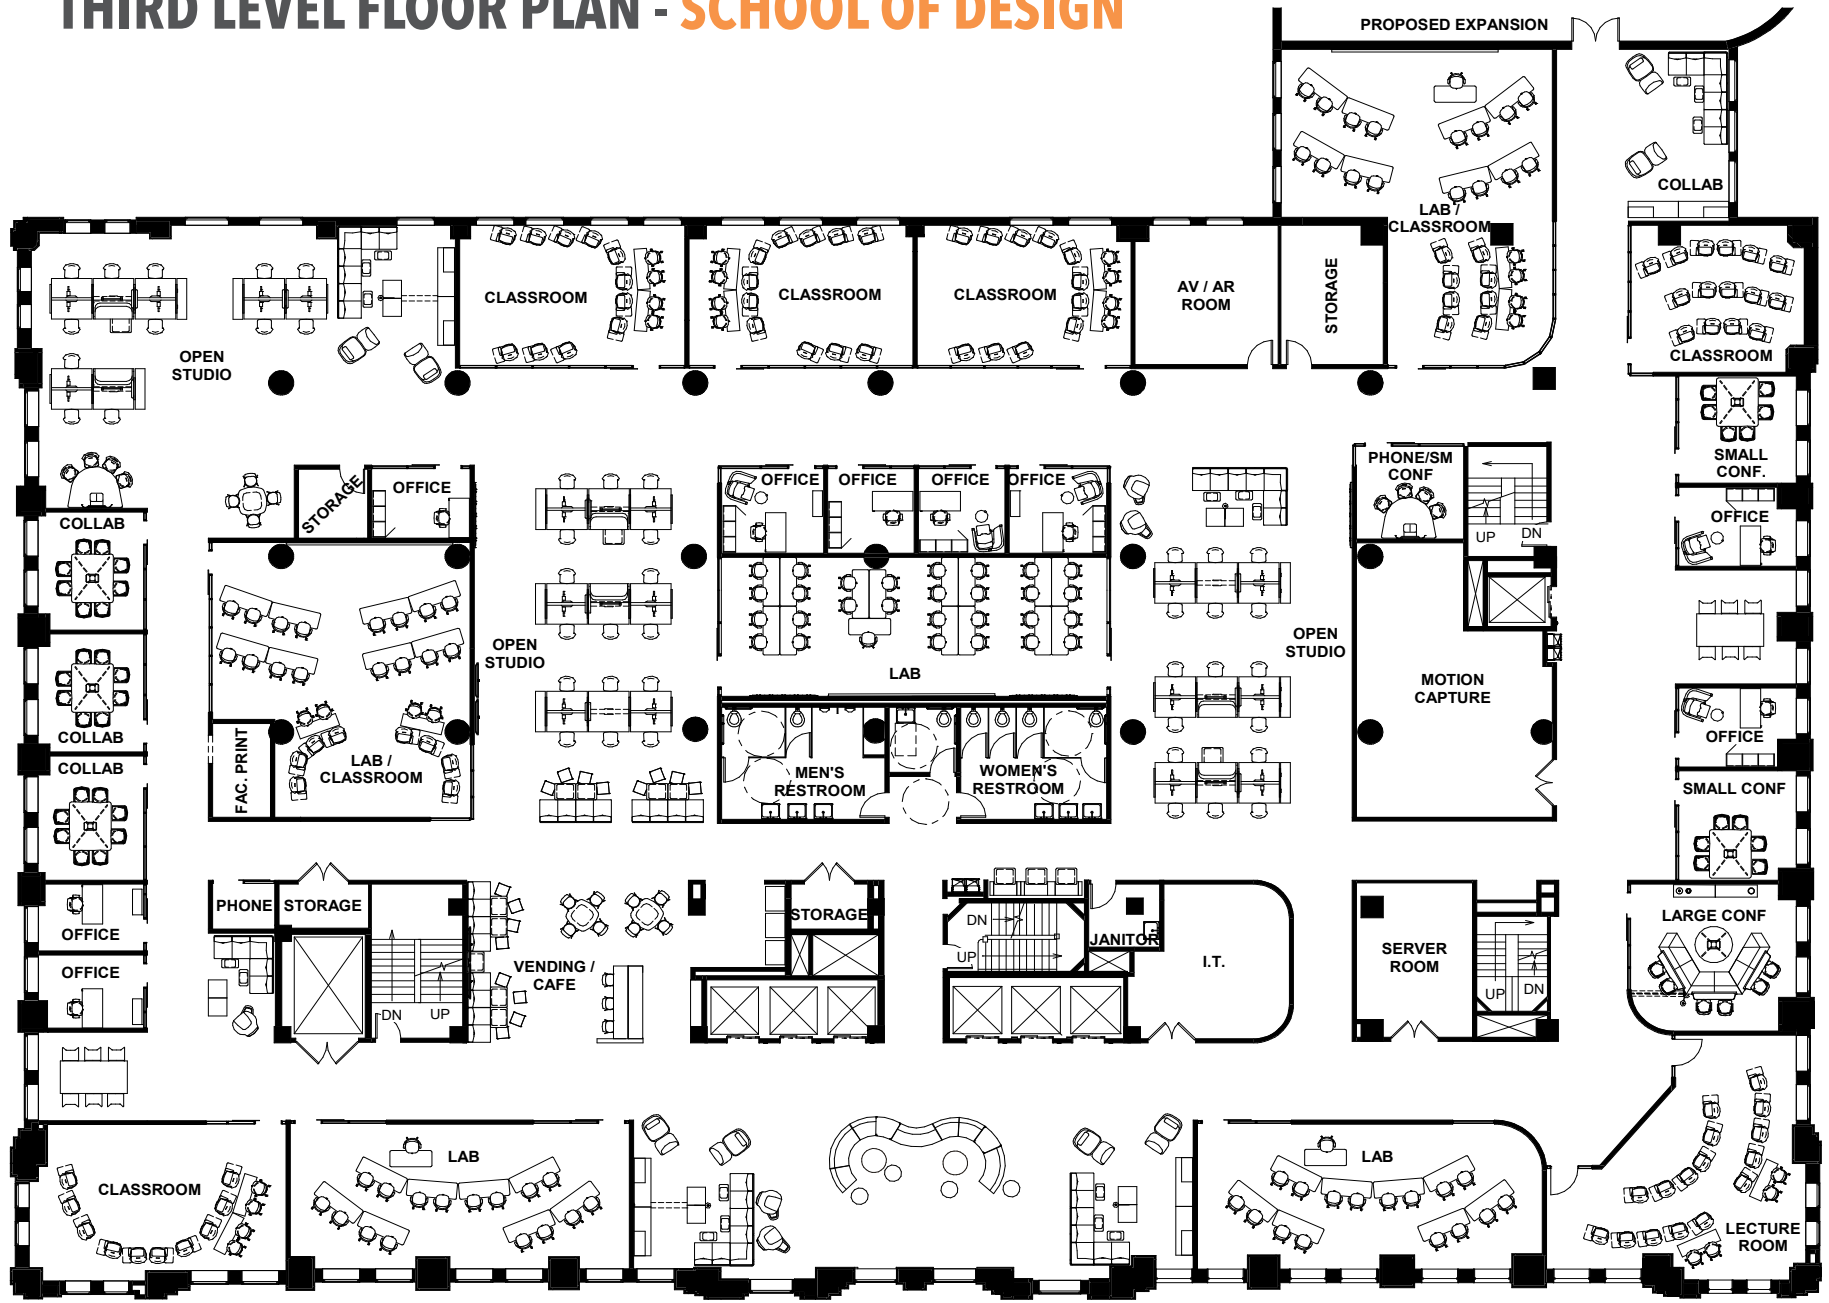 THIRD LEVEL FLOOR PLAN - SCHOOL OF DESIGN
PROPOSED EXPANSION
COLLAB
LAB /
CLASSROOM
CLASSROOM
CLASSROOM
CLASSROOM
AV / AR
ROOM
STORAGE
CLASSROOM
OPEN
STUDIO
SMALL
CONF.
PHONE/SM
CONF
STORAGE
OFFICE
OFFICE
OFFICE
OFFICE
OFFICE
UP
DN
OFFICE
COLLAB
OPEN
STUDIO
LAB
OPEN
STUDIO
MOTION
CAPTURE
COLLAB
COLLAB
FAC. PRINT
LAB /
CLASSROOM
MEN'S
RESTROOM
WOMEN'S
RESTROOM
OFFICE
SMALL CONF
PHONE
STORAGE
STORAGE
DN
UP
JANITOR
I.T.
SERVER
ROOM
UP
DN
LARGE CONF
OFFICE
OFFICE
DN
UP
VENDING /
CAFE
CLASSROOM
LAB
LAB
LECTURE
ROOM